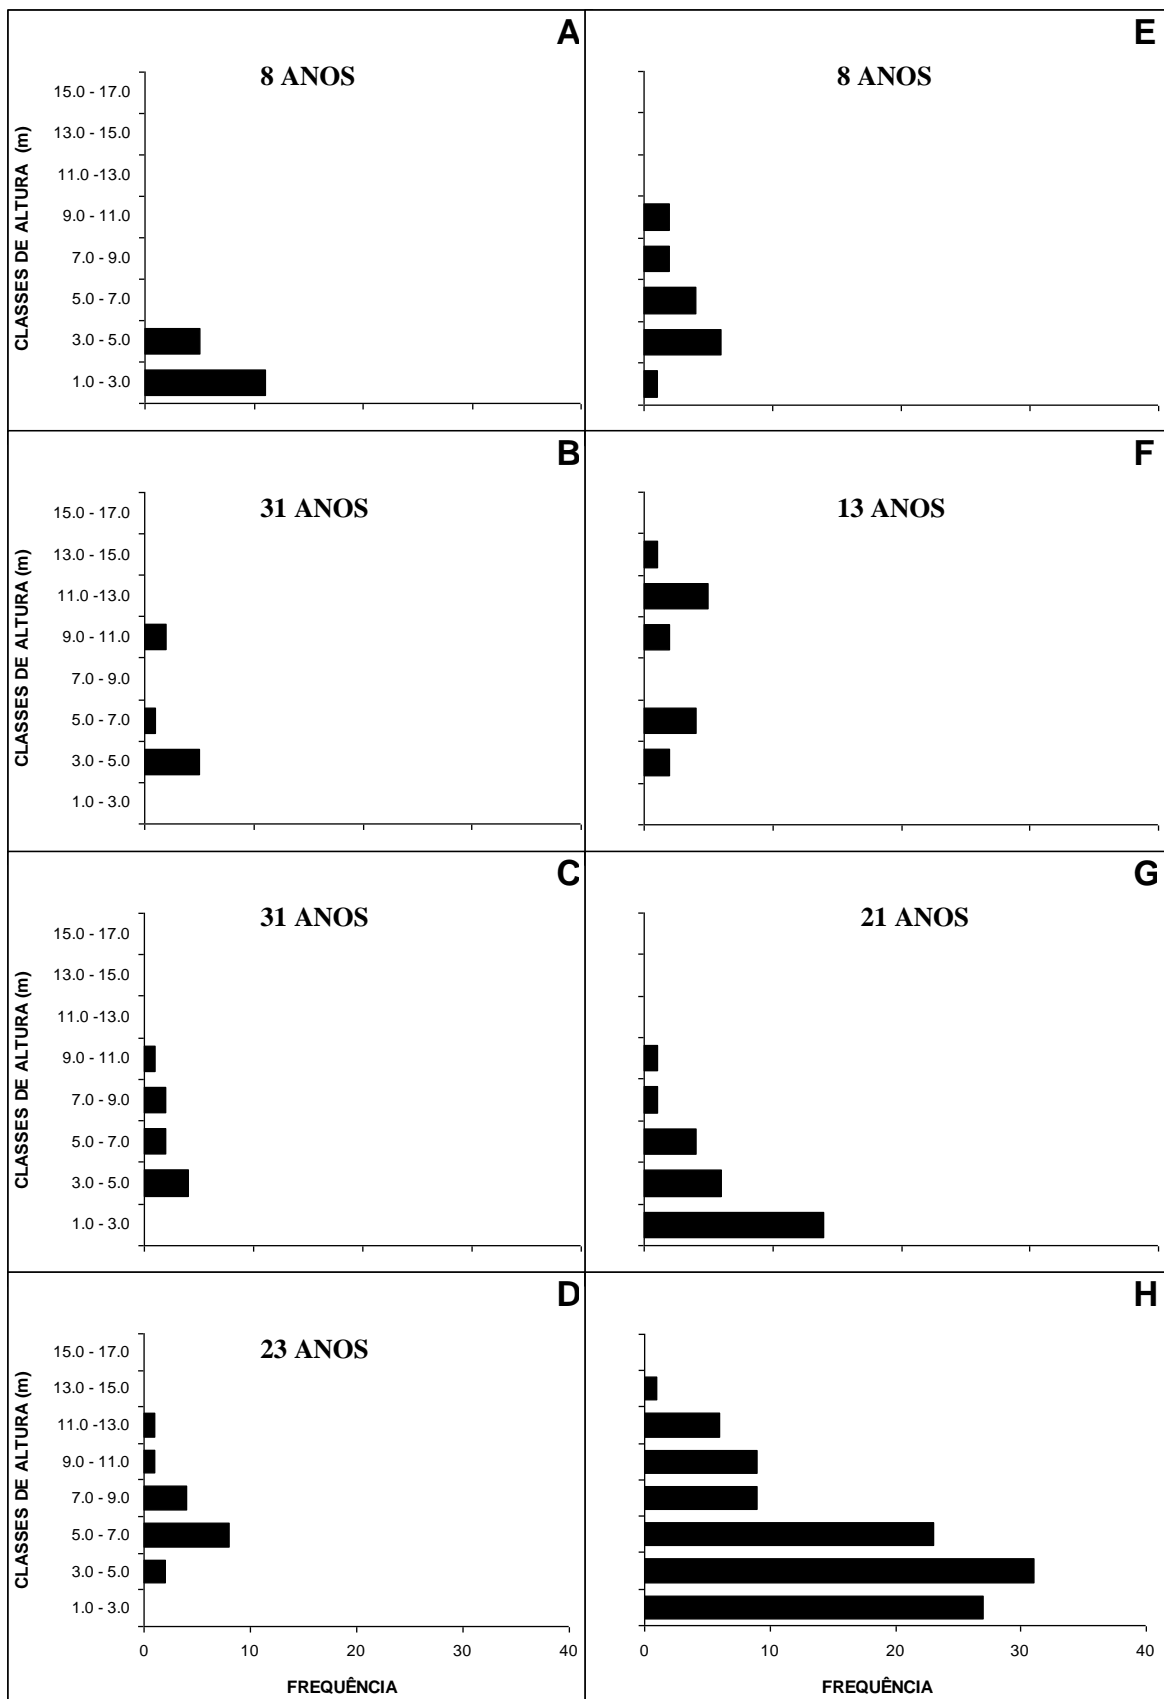 A
8 ANOS
CLASSES DE ALTURA (m)
15.0 - 17.0
13.0 - 15.0
11.0 -13.0
9.0 - 11.0
7.0 - 9.0
5.0 - 7.0
3.0 - 5.0
1.0 - 3.0
E
8 ANOS
B
31 ANOS
CLASSES DE ALTURA (m)
15.0 - 17.0
13.0 - 15.0
11.0 -13.0
9.0 - 11.0
7.0 - 9.0
5.0 - 7.0
3.0 - 5.0
1.0 - 3.0
F
13 ANOS
C
31 ANOS
CLASSES DE ALTURA (m)
15.0 - 17.0
13.0 - 15.0
11.0 -13.0
9.0 - 11.0
7.0 - 9.0
5.0 - 7.0
3.0 - 5.0
1.0 - 3.0
G
21 ANOS
D
23 ANOS
CLASSES DE ALTURA (m)
15.0 - 17.0
13.0 - 15.0
11.0 -13.0
9.0 - 11.0
7.0 - 9.0
5.0 - 7.0
3.0 - 5.0
1.0 - 3.0
0 10 20 30 40
FREQUÊNCIA
H
0 10 20 30 40
FREQUÊNCIA